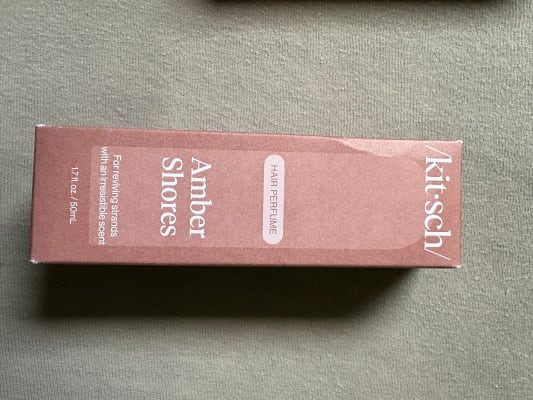 /kit·sch/
HAIR PERFUME
Amber
Shores
For reviving strands
with an irresistible scent
1.7 fl. oz. / 50mL